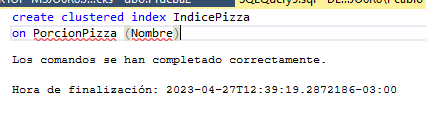 create clustered index IndicePizza
on PorcionPizza (Nombre)
Los comandos se han completado correctamente.
Hora de finalización: 2023-04-27T12:39:19.2872186-03:00